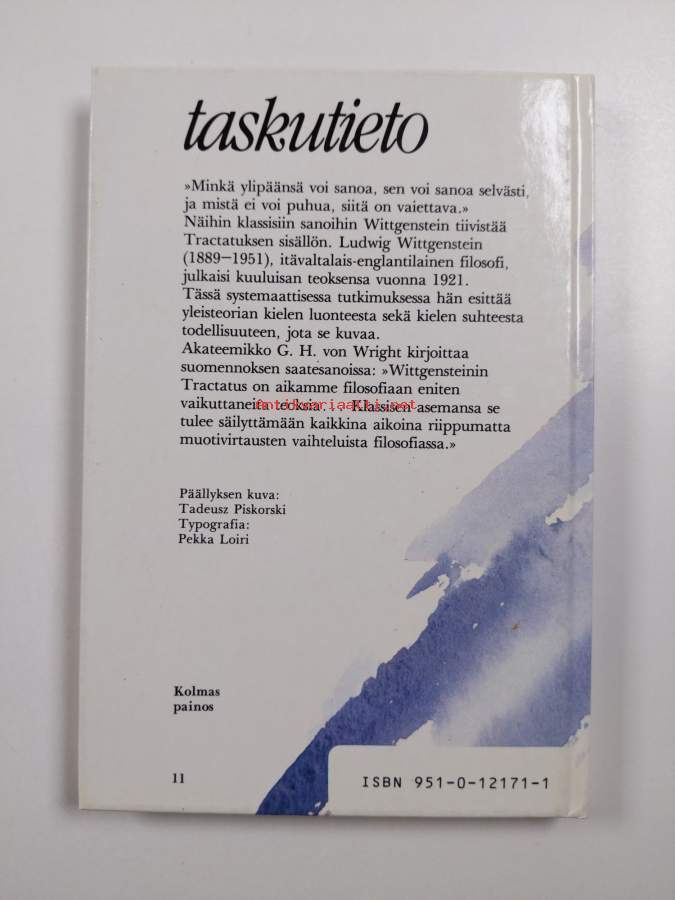 taskutieto
»Minkä ylipäänsä voi sanoa, sen voi sanoa selvästi,
ja mistä ei voi puhua, siitä on vaiettava.»
Näihin klassisiin sanoihin Wittgenstein tiivistää
Tractatuksen sisällön. Ludwig Wittgenstein
(1889—1951), itävaltalais-englantilainen filosofi,
julkaisi kuuluisan teoksensa vuonna 1921.
Tässä systemaattisessa tutkimuksessa hän esittää
yleisteorian kielen luonteesta sekä kielen suhteesta
todellisuuteen, jota se kuvaa.
Akateemikko G. H. von Wright kirjoittaa
suomennoksen saatesanoissa: »Wittgensteinin
Tractatus on aikamme filosofiaan eniten
vaikuttaneita teoksia... Klassisen asemansa se
antikvariaatti.net
tulee säilyttämään kaikkina aikoina riippumatta
muotivirtausten vaihteluista filosofiassa.»
Päällyksen kuva:
Tadeusz Piskorski
Typografia:
Pekka Loiri
Kolmas
painos
11
ISBN 951-0-12171-1